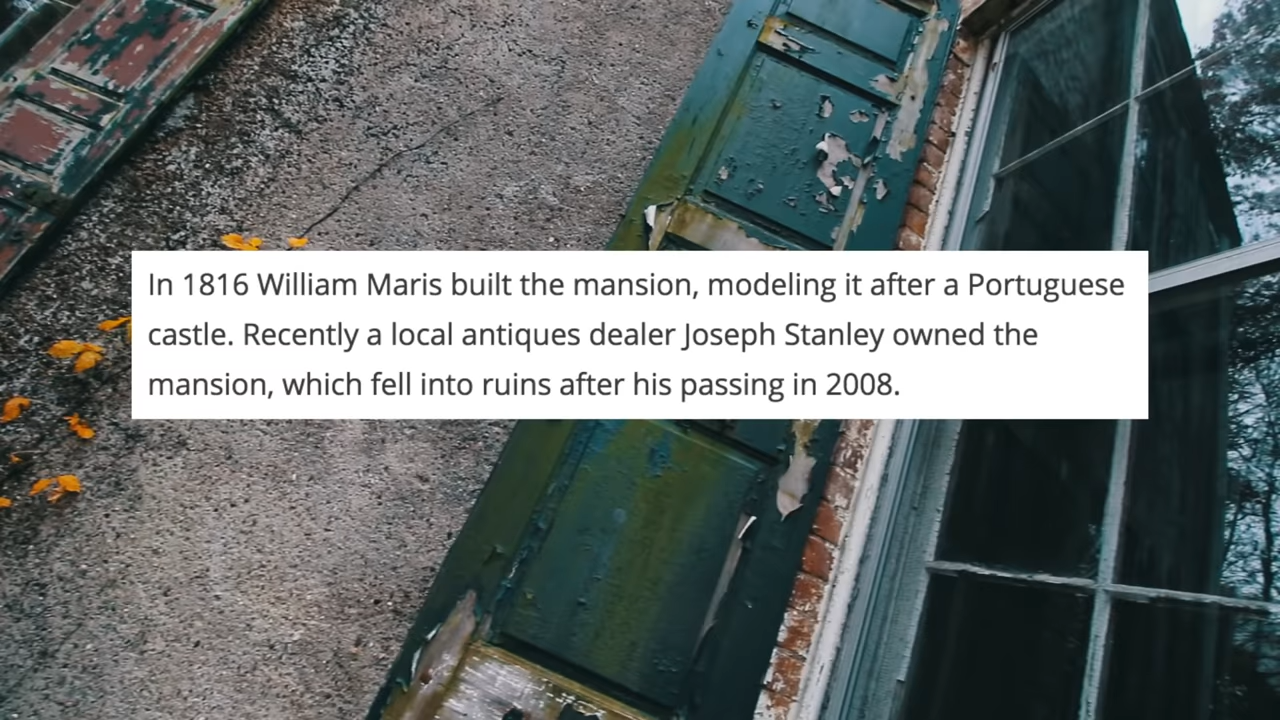 In 1816 William Maris built the mansion, modeling it after a Portuguese
castle. Recently a local antiques dealer Joseph Stanley owned the
mansion, which fell into ruins after his passing in 2008.